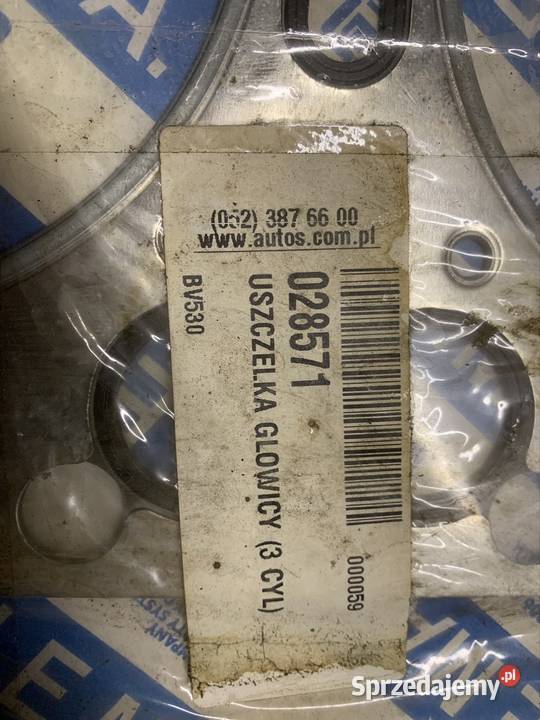 (052) 387 66 00
www.autos.com.pl
028571
USZCZELKA GLOWICY (3 CYL)
BV530
000059
Sprzedajemy.pl